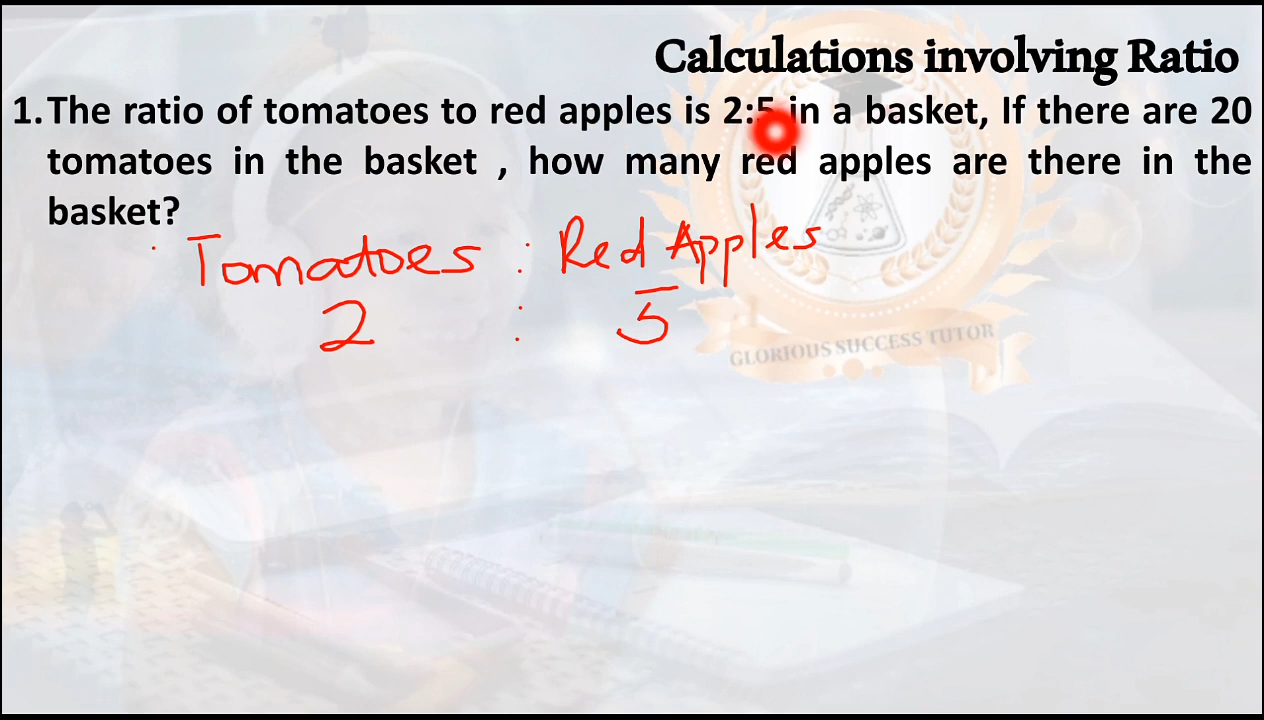 Calculations involving Ratio
1. The ratio of tomatoes to red apples is 2:5 in a basket, If there are 20
tomatoes in the basket , how many red apples are there in the
basket?
Tomatoes : Red Apples
2 : 5
GLORIOUS SUCCESS TUTOR